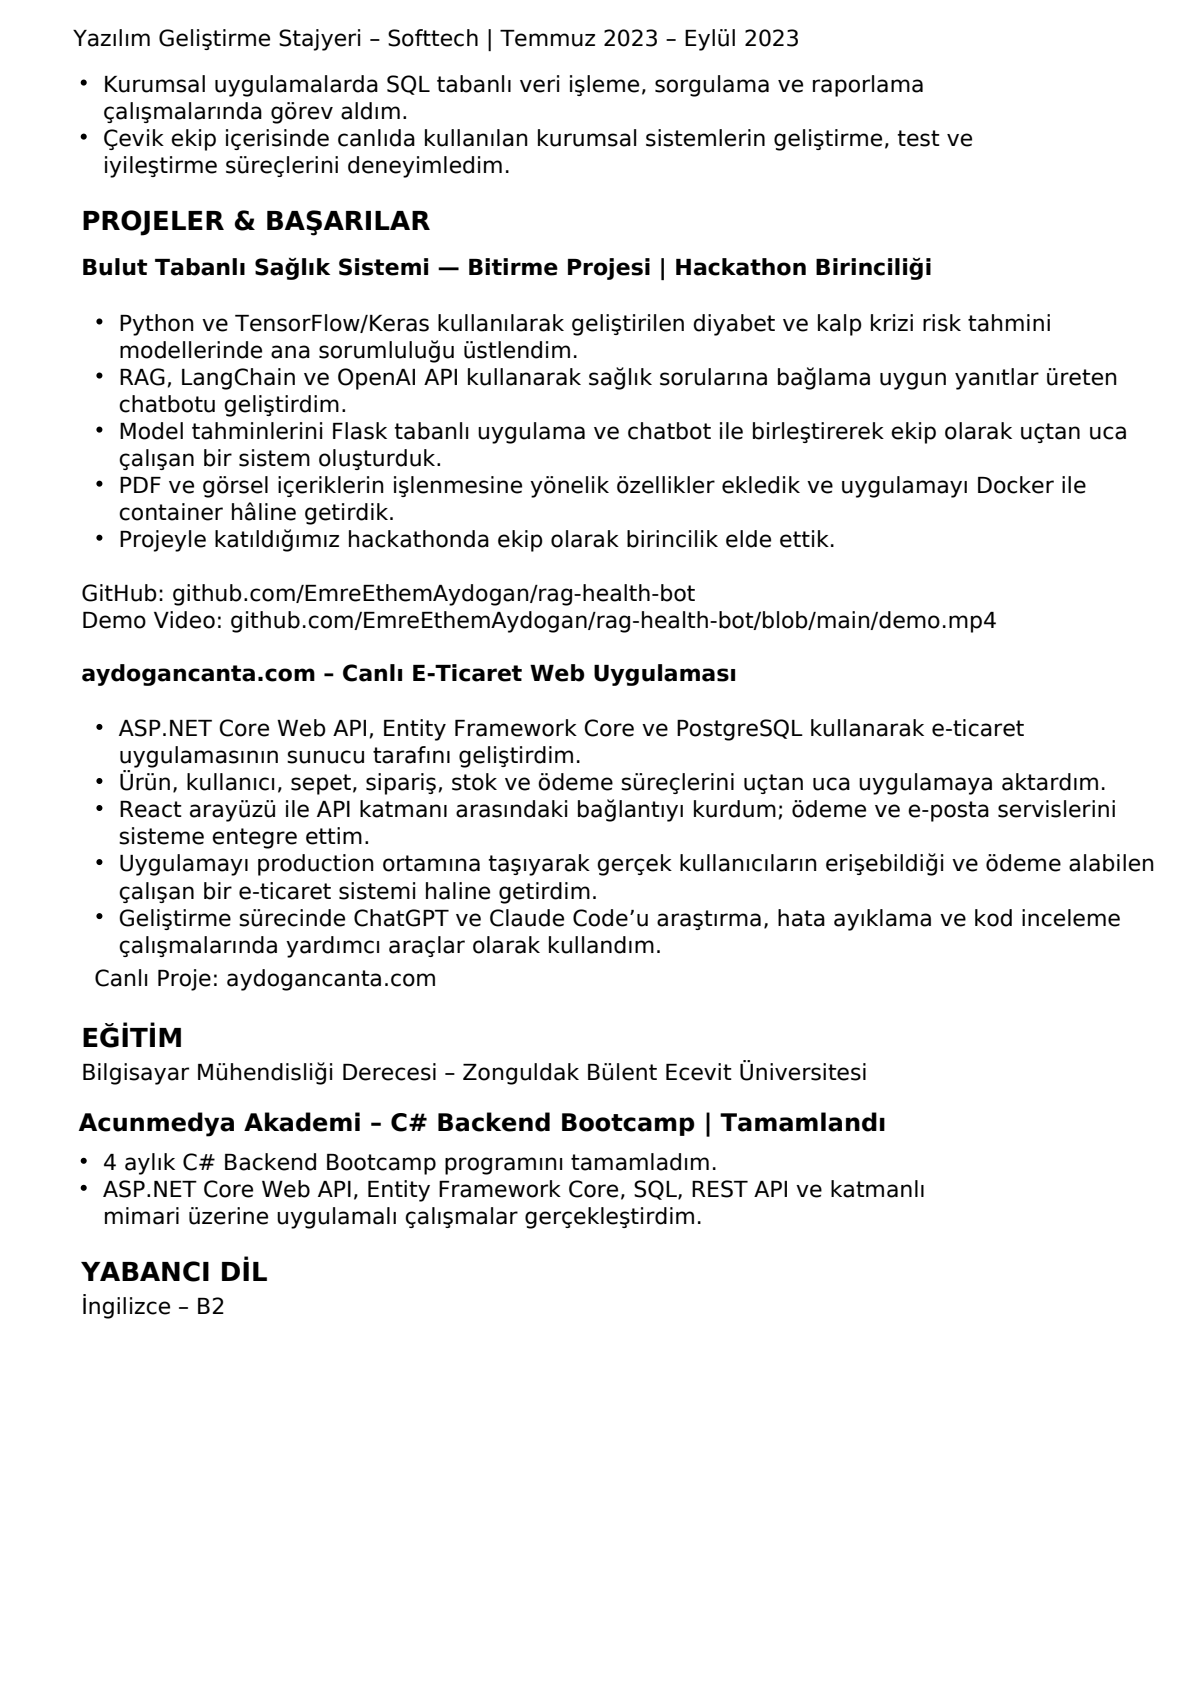 Yazılım Geliştirme Stajyeri – Softtech | Temmuz 2023 – Eylül 2023
• Kurumsal uygulamalarda SQL tabanlı veri işleme, sorgulama ve raporlama
çalışmalarında görev aldım.
• Çevik ekip içerisinde canlıda kullanılan kurumsal sistemlerin geliştirme, test ve
iyileştirme süreçlerini deneyimledim.
PROJELER & BAŞARILAR
Bulut Tabanlı Sağlık Sistemi — Bitirme Projesi | Hackathon Birinciliği
• Python ve TensorFlow/Keras kullanılarak geliştirilen diyabet ve kalp krizi risk tahmini
modellerinde ana sorumluluğu üstlendim.
• RAG, LangChain ve OpenAI API kullanarak sağlık sorularına bağlama uygun yanıtlar üreten
chatbotu geliştirdim.
• Model tahminlerini Flask tabanlı uygulama ve chatbot ile birleştirerek ekip olarak uçtan uca
çalışan bir sistem oluşturduk.
• PDF ve görsel içeriklerin işlenmesine yönelik özellikler ekledik ve uygulamayı Docker ile
container hâline getirdik.
• Projeyle katıldığımız hackathonda ekip olarak birincilik elde ettik.
GitHub: github.com/EmreEthemAydogan/rag-health-bot
Demo Video: github.com/EmreEthemAydogan/rag-health-bot/blob/main/demo.mp4
aydogancanta.com – Canlı E-Ticaret Web Uygulaması
• ASP.NET Core Web API, Entity Framework Core ve PostgreSQL kullanarak e-ticaret
uygulamasının sunucu tarafını geliştirdim.
• Ürün, kullanıcı, sepet, sipariş, stok ve ödeme süreçlerini uçtan uca uygulamaya aktardım.
• React arayüzü ile API katmanı arasındaki bağlantıyı kurdum; ödeme ve e-posta servislerini
sisteme entegre ettim.
• Uygulamayı production ortamına taşıyarak gerçek kullanıcıların erişebildiği ve ödeme alabilen
çalışan bir e-ticaret sistemi haline getirdim.
• Geliştirme sürecinde ChatGPT ve Claude Code’u araştırma, hata ayıklama ve kod inceleme
çalışmalarında yardımcı araçlar olarak kullandım.
Canlı Proje: aydogancanta.com
EĞİTİM
Bilgisayar Mühendisliği Derecesi – Zonguldak Bülent Ecevit Üniversitesi
Acunmedya Akademi – C# Backend Bootcamp | Tamamlandı
• 4 aylık C# Backend Bootcamp programını tamamladım.
• ASP.NET Core Web API, Entity Framework Core, SQL, REST API ve katmanlı
mimari üzerine uygulamalı çalışmalar gerçekleştirdim.
YABANCI DİL
İngilizce – B2